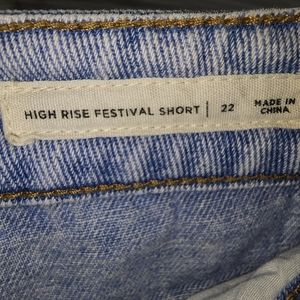 HIGH RISE FESTIVAL SHORT | 22 MADE IN
CHINA